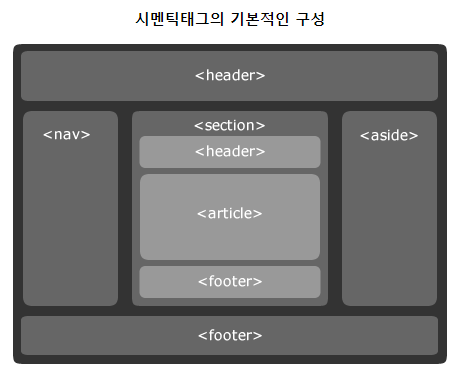 시멘틱태그의 기본적인 구성
<header>
<nav>
<section>
<aside>
<header>
<article>
<footer>
<footer>